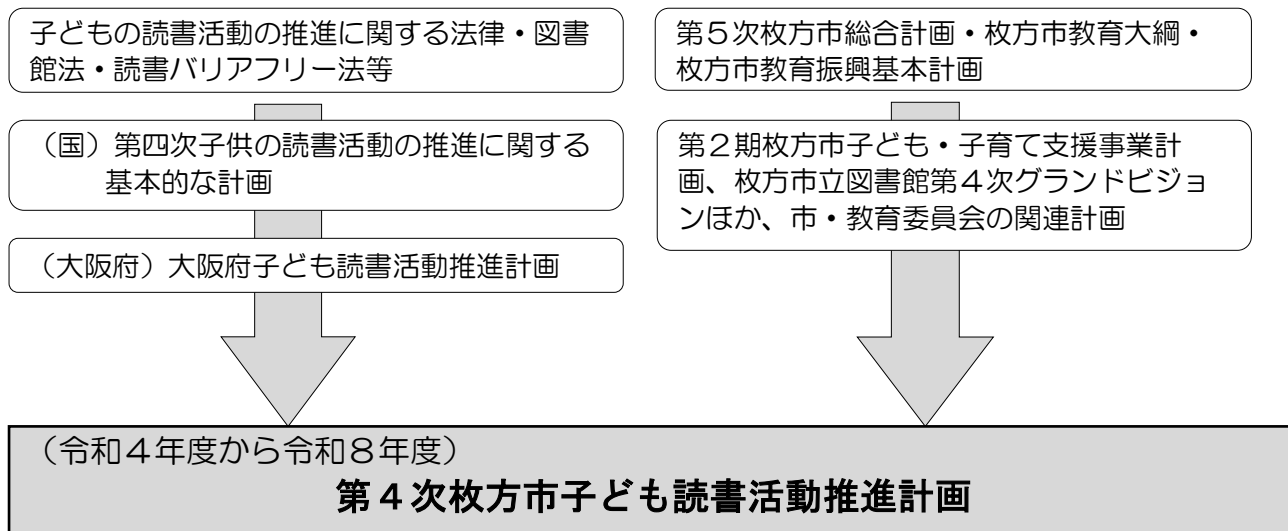 子どもの読書活動の推進に関する法律・図書
館法・読書バリアフリー法等
（国）第四次子供の読書活動の推進に関する
基本的な計画
（大阪府）大阪府子ども読書活動推進計画
第５次枚方市総合計画・枚方市教育大綱・
枚方市教育振興基本計画
第２期枚方市子ども・子育て支援事業計
画、枚方市立図書館第４次グランドビジョ
ンほか、市・教育委員会の関連計画
（令和４年度から令和８年度）
第４次枚方市子ども読書活動推進計画